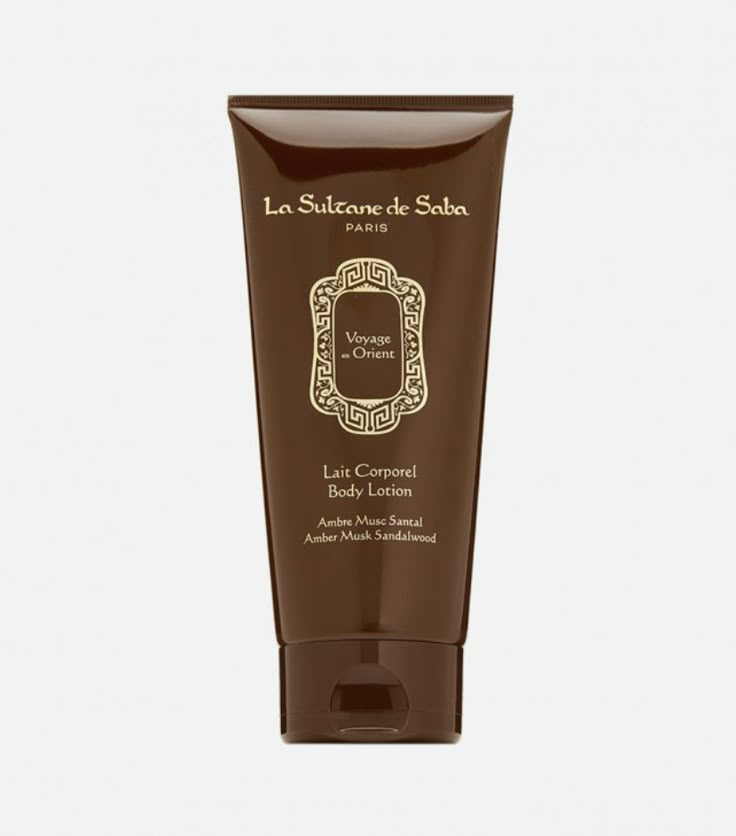 La Sultane de Saba
PARIS
Voyage
en Orient
Lait Corporel
Body Lotion
Ambre Musc Santal
Amber Musk Sandalwood